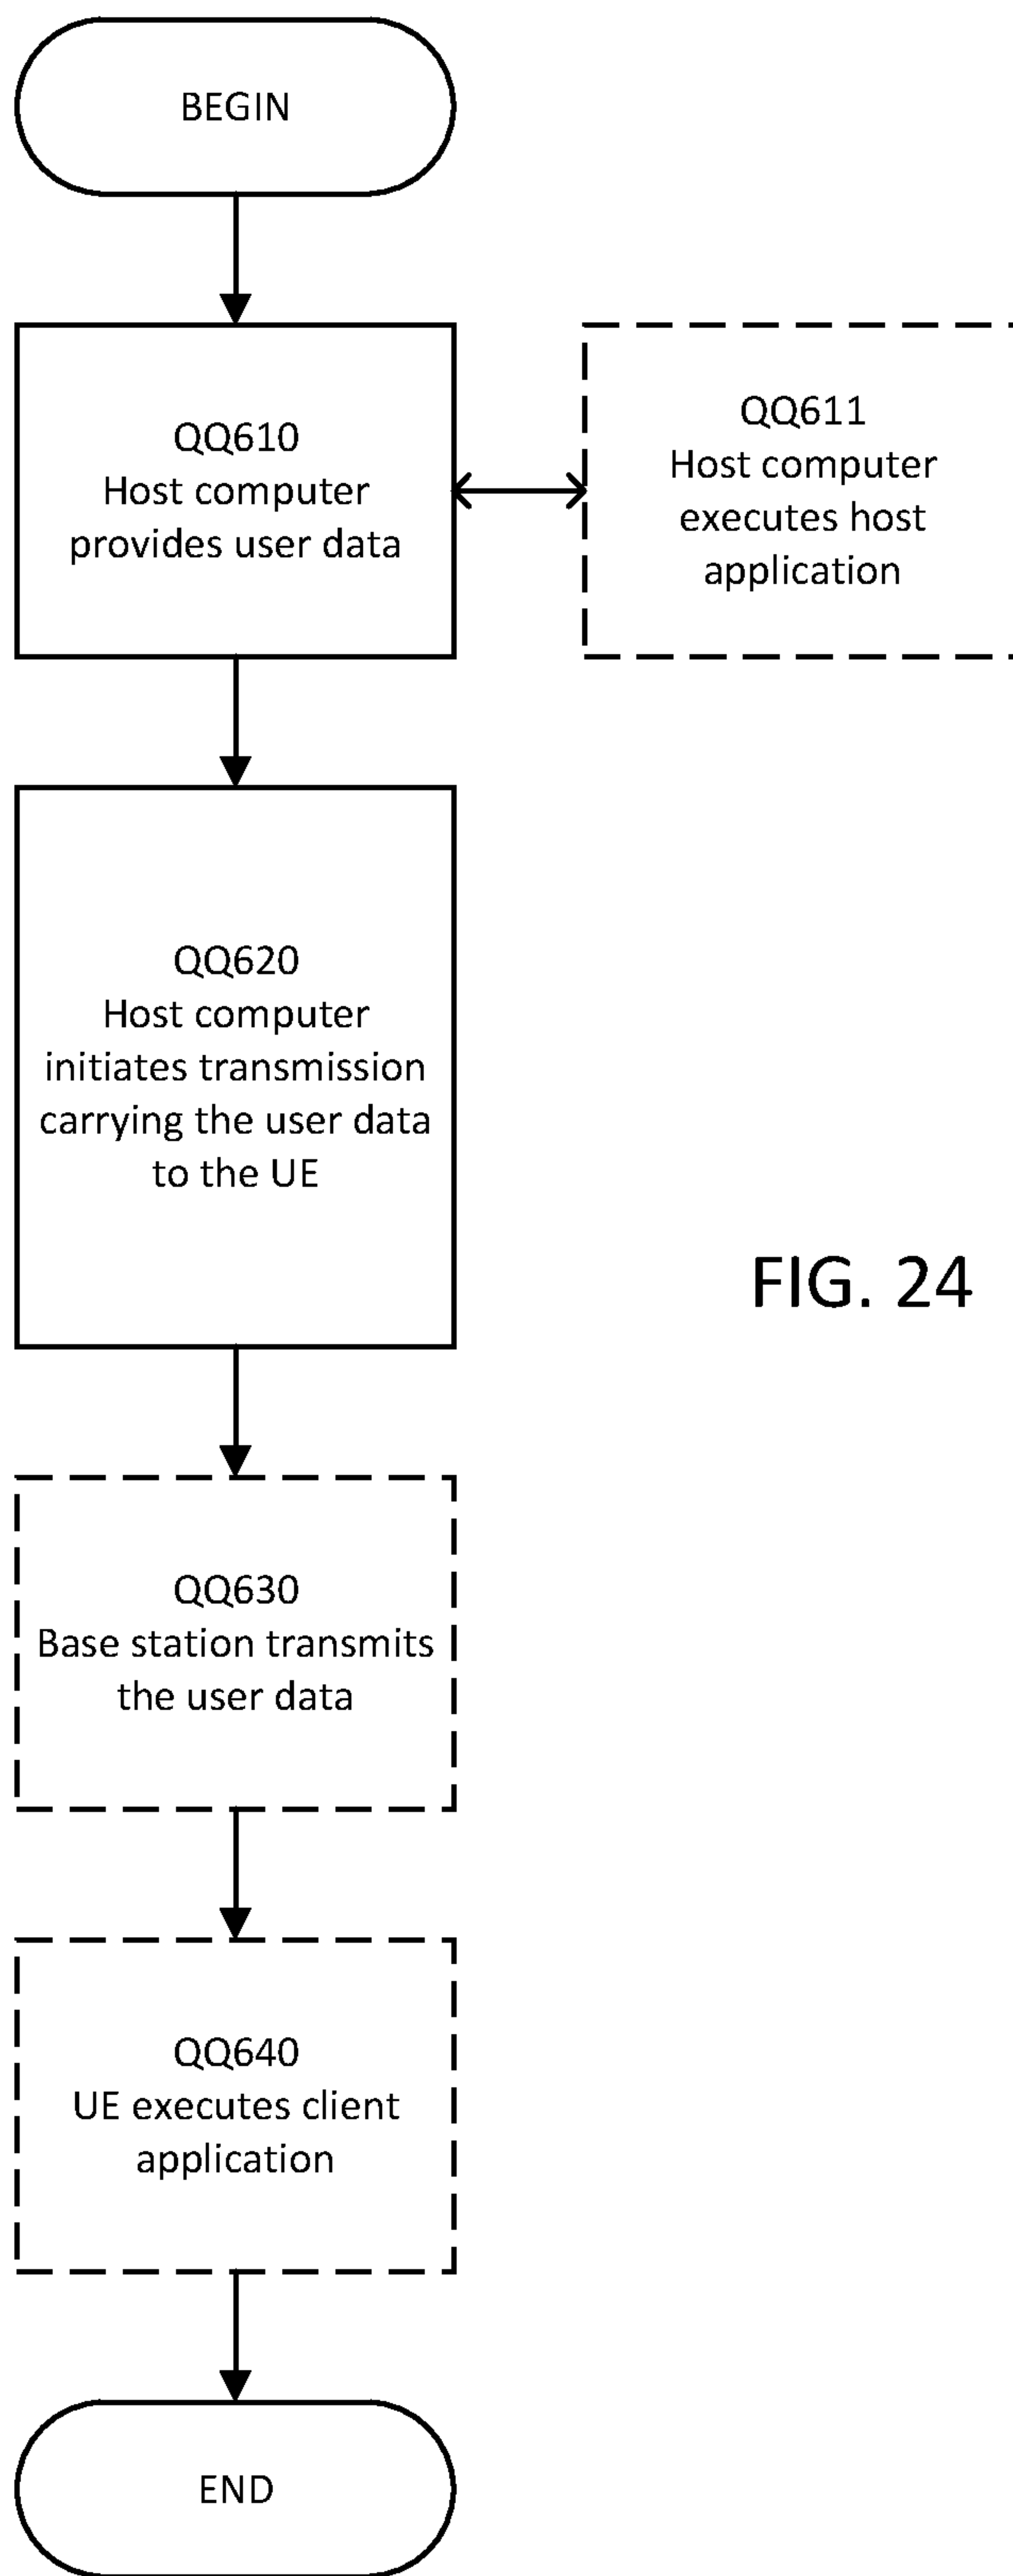 BEGIN
QQ610
Host computer
provides user data
QQ611
Host computer
executes host
application
QQ620
Host computer
initiates transmission
carrying the user data
to the UE
FIG. 24
QQ630
Base station transmits
the user data
QQ640
UE executes client
application
END